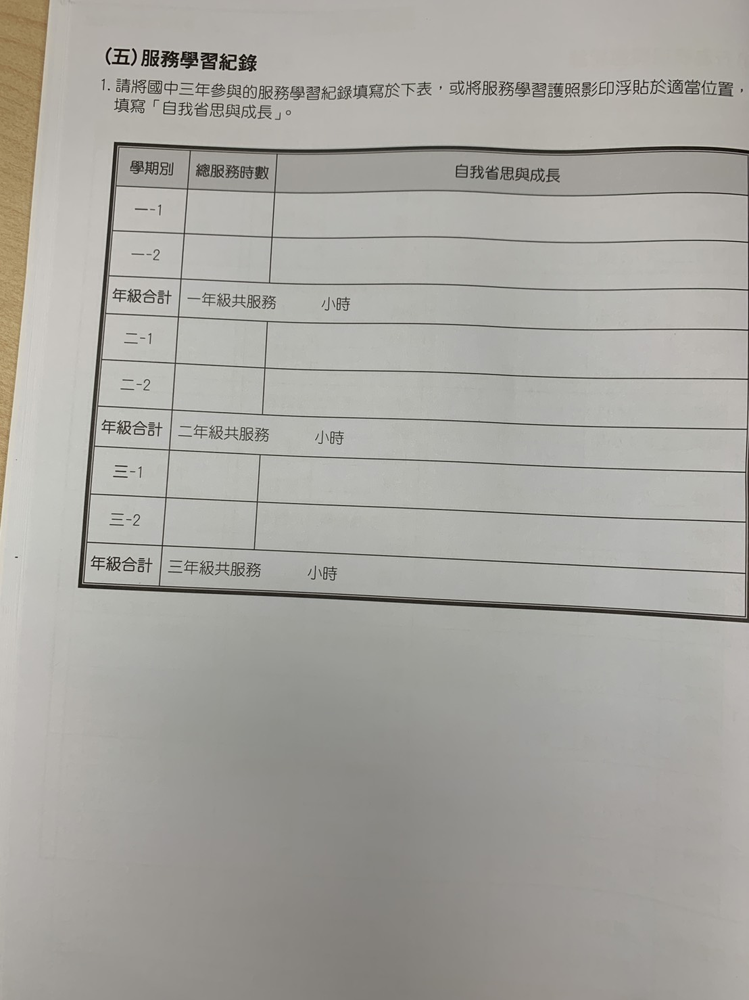 (五)服務學習紀錄
1. 請將國中三年參與的服務學習紀錄填寫於下表，或將服務學習護照影印浮貼於適當位置，
填寫「自我省思與成長」。
學期別 總服務時數 自我省思與成長
一-1
一-2
年級合計 一年級共服務 小時
二-1
二-2
年級合計 二年級共服務 小時
三-1
三-2
年級合計 三年級共服務 小時